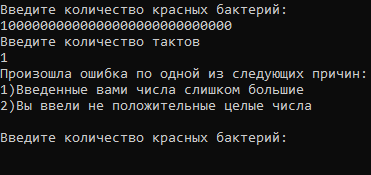 Введите количество красных бактерий:
10000000000000000000000000000
Введите количество тактов
1
Произошла ошибка по одной из следующих причин:
1)Введенные вами числа слишком большие
2)Вы ввели не положительные целые числа
Введите количество красных бактерий: